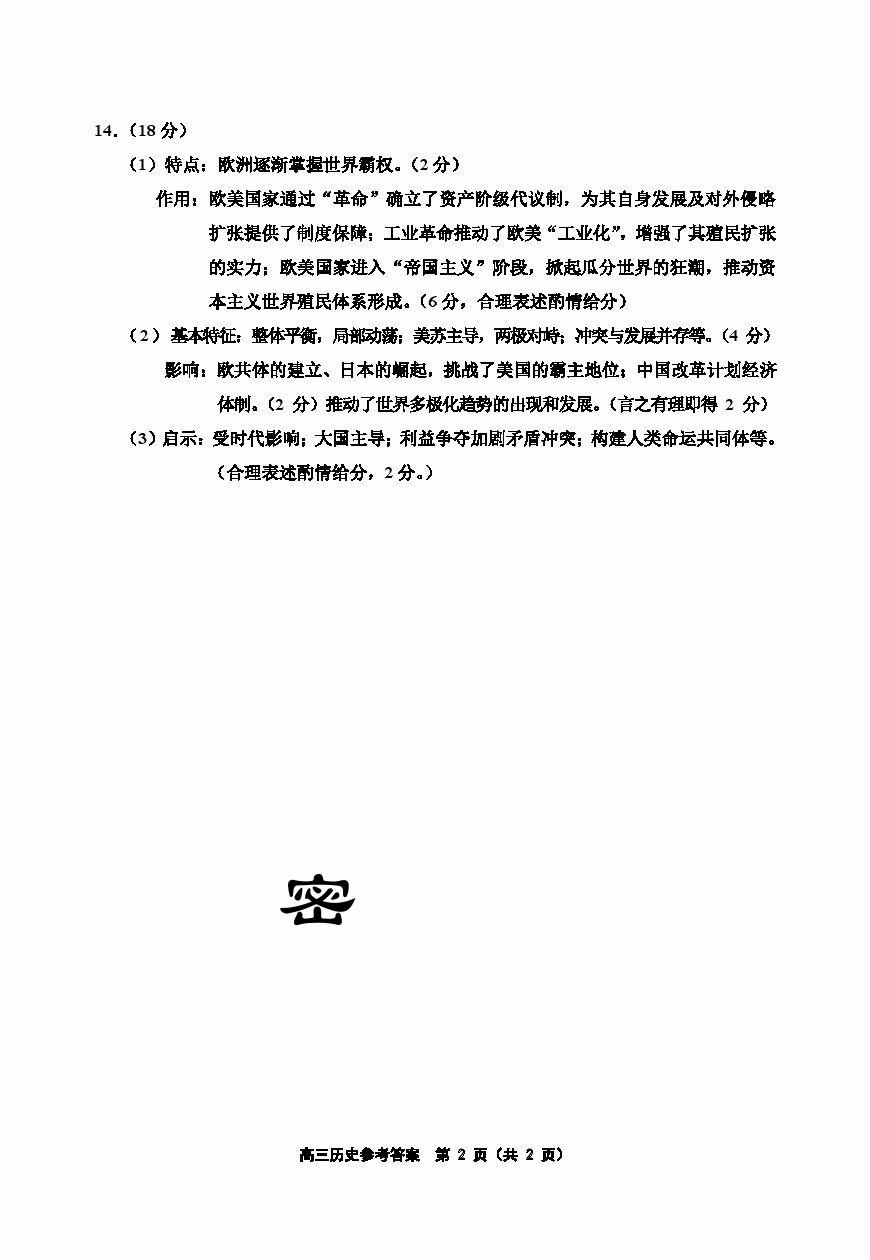 14.（18 分）
（1）特点：欧洲逐渐掌握世界霸权。（2 分）
作用：欧美国家通过“革命”确立了资产阶级代议制，为其自身发展及对外侵略
扩张提供了制度保障；工业革命推动了欧美“工业化”，增强了其殖民扩张
的实力；欧美国家进入“帝国主义”阶段，掀起瓜分世界的狂潮，推动资
本主义世界殖民体系形成。（6 分，合理表述酌情给分）
（2）基本特征：整体平衡，局部动荡；美苏主导，两极对峙；冲突与发展并存等。（4 分）
影响：欧共体的建立、日本的崛起，挑战了美国的霸主地位；中国改革计划经济
体制。（2 分）推动了世界多极化趋势的出现和发展。（言之有理即得 2 分）
（3）启示：受时代影响；大国主导；利益争夺加剧矛盾冲突；构建人类命运共同体等。
（合理表述酌情给分，2 分。）
密
高三历史参考答案 第 2 页（共 2 页）